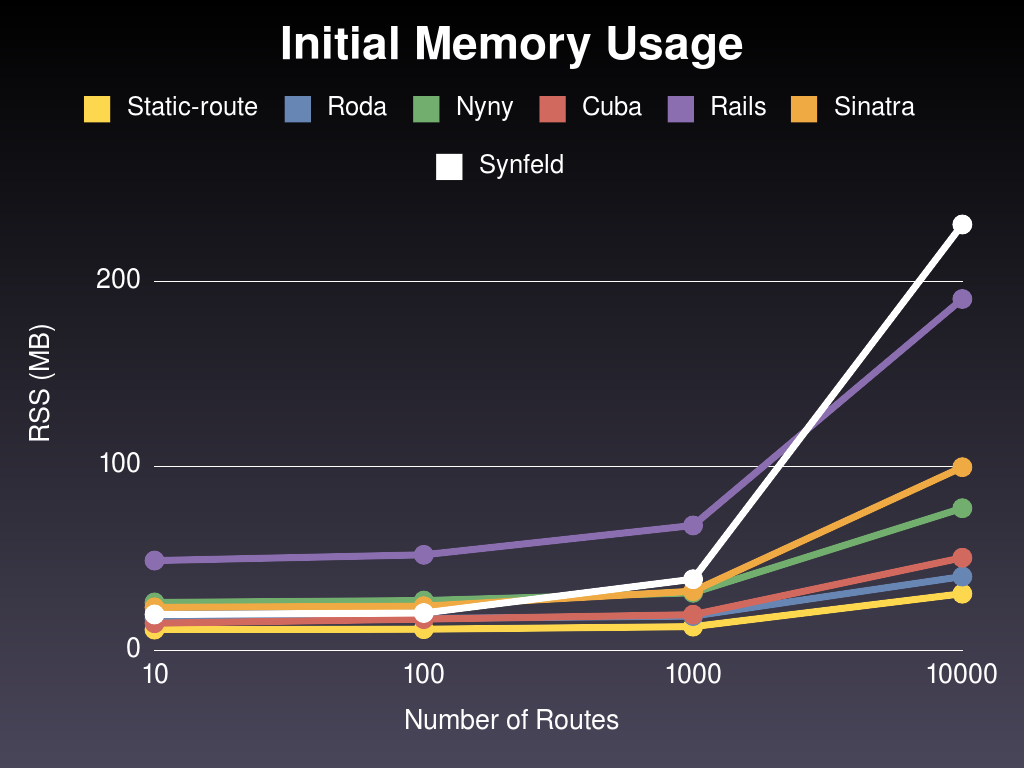 Initial Memory Usage
Static-route Roda Nyny Cuba Rails Sinatra
Synfeld
200
RSS (MB)
100
0
10 100 1000 10000
Number of Routes